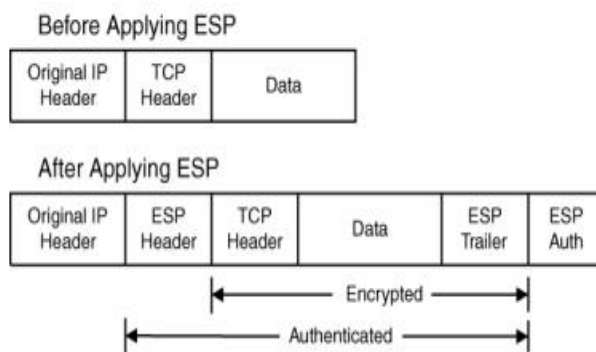 Before Applying ESP
Original IP Header
TCP Header
Data
After Applying ESP
Original IP Header
ESP Header
TCP Header
Data
ESP Trailer
ESP Auth
Encrypted
Authenticated